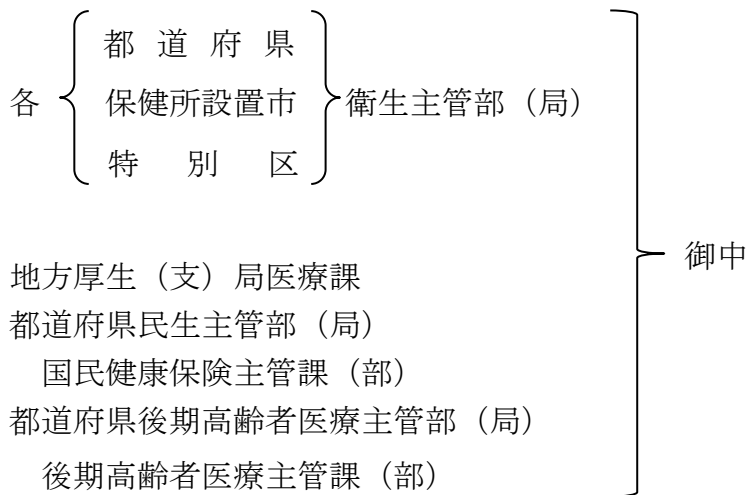 都道府県
各 保健所設置市 衛生主管部（局）
特別区
御中
地方厚生（支）局医療課
都道府県民生主管部（局）
国民健康保険主管課（部）
都道府県後期高齢者医療主管部（局）
後期高齢者医療主管課（部）